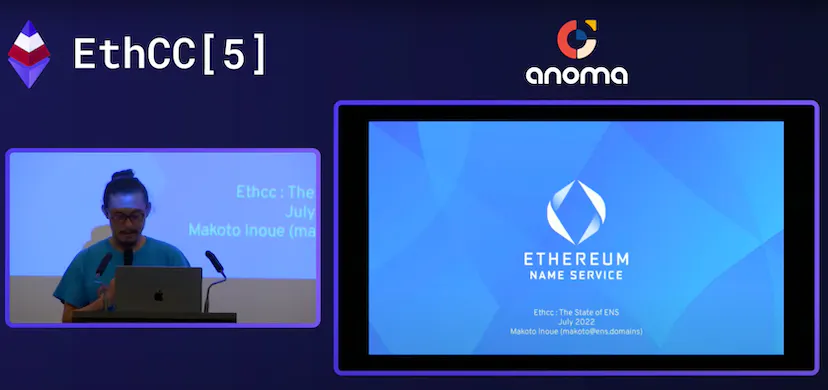 EthCC[5]
anoma
Ethcc : The
July
Makoto Inoue (ma
ETHEREUM
NAME SERVICE
Ethcc : The State of ENS
July 2022
Makoto Inoue (makoto@ens.domains)